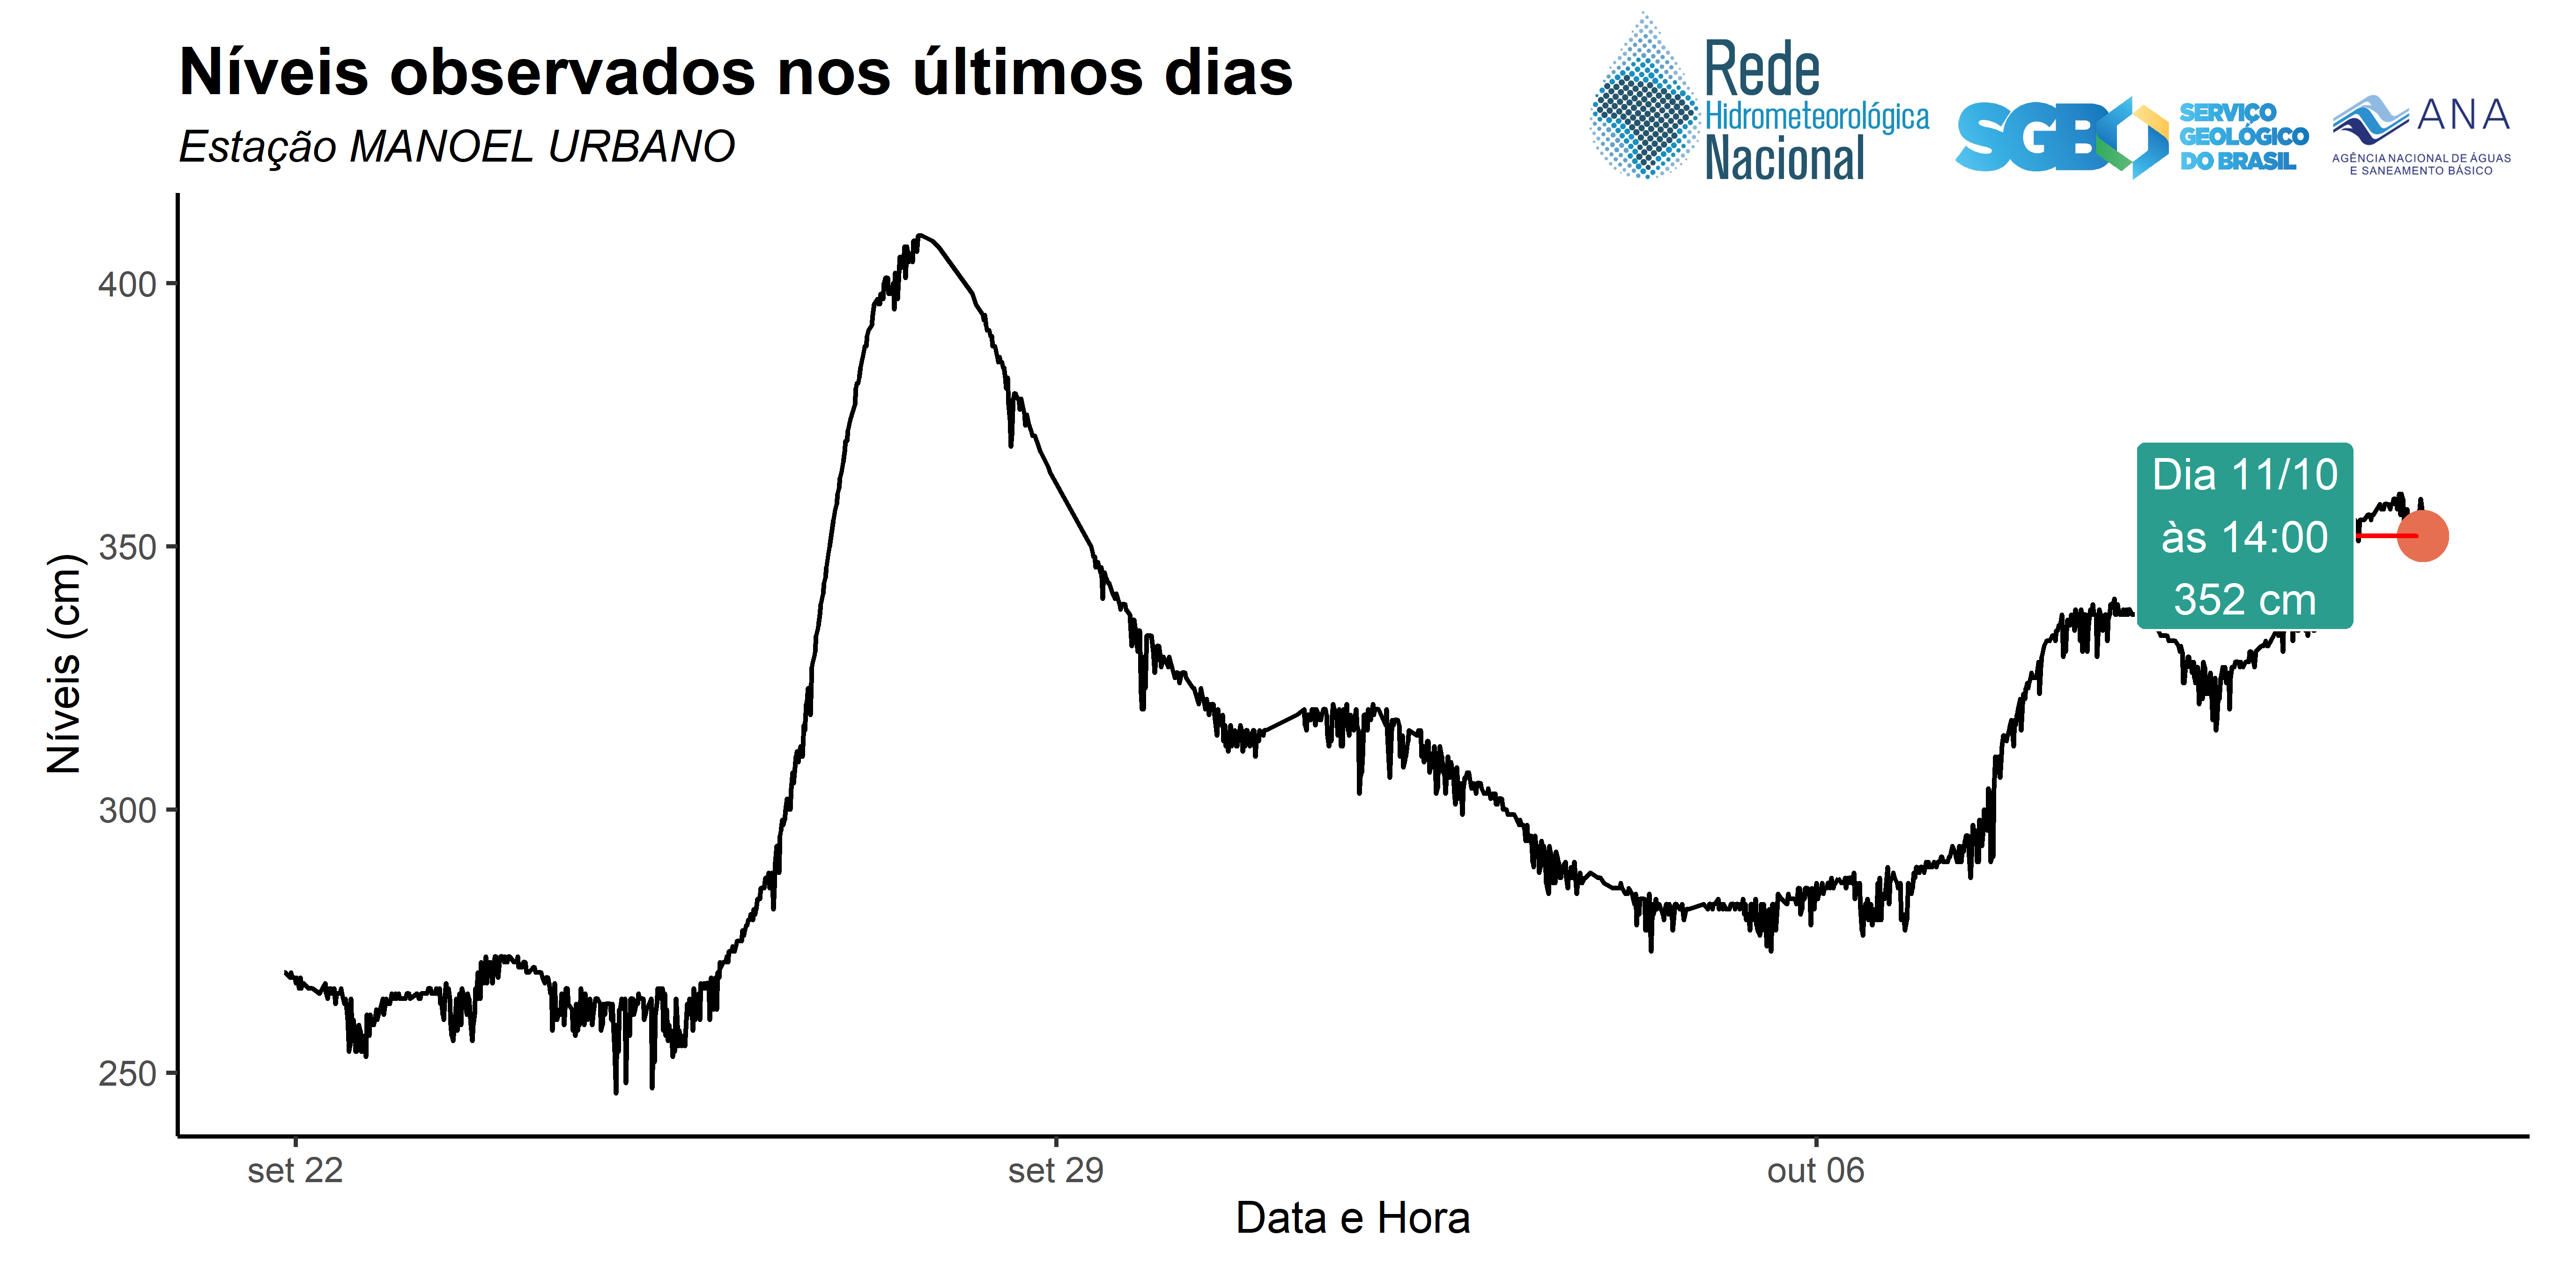 Níveis observados nos últimos dias
Estação MANOEL URBANO
Rede
Hidrometeorológica
Nacional
SGB
SERVIÇO
GEOLÓGICO
DO BRASIL
ANA
AGÊNCIA NACIONAL DE ÁGUAS
E SANEAMENTO BÁSICO
Níveis (cm)
400
350
300
250
Dia 11/10
às 14:00
352 cm
set 22
set 29
out 06
Data e Hora